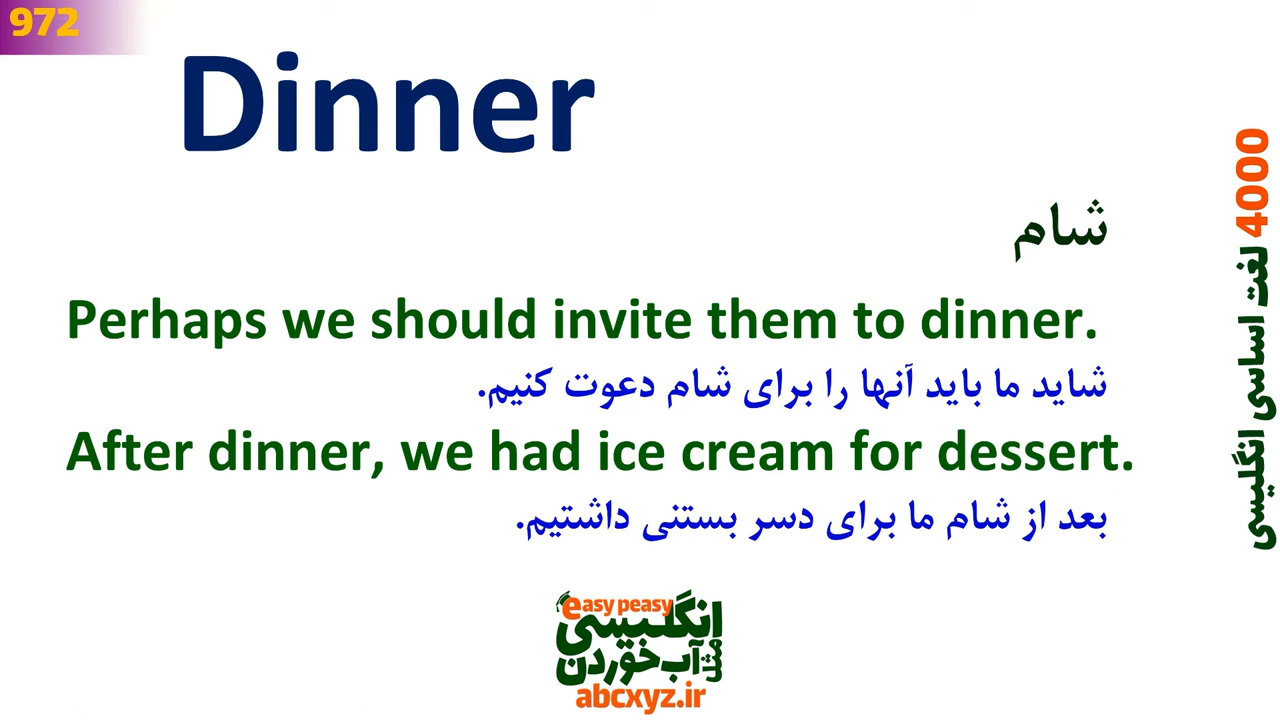 972
Dinner
شام
Perhaps we should invite them to dinner.
شاید ما باید آنها را برای شام دعوت کنیم.
After dinner, we had ice cream for dessert.
بعد از شام ما برای دسر بستنی داشتیم.
4000 لغت اساسی انگلیسی
easy peasy
انگلیسی
مثل آب خوردن
abcxyz.ir